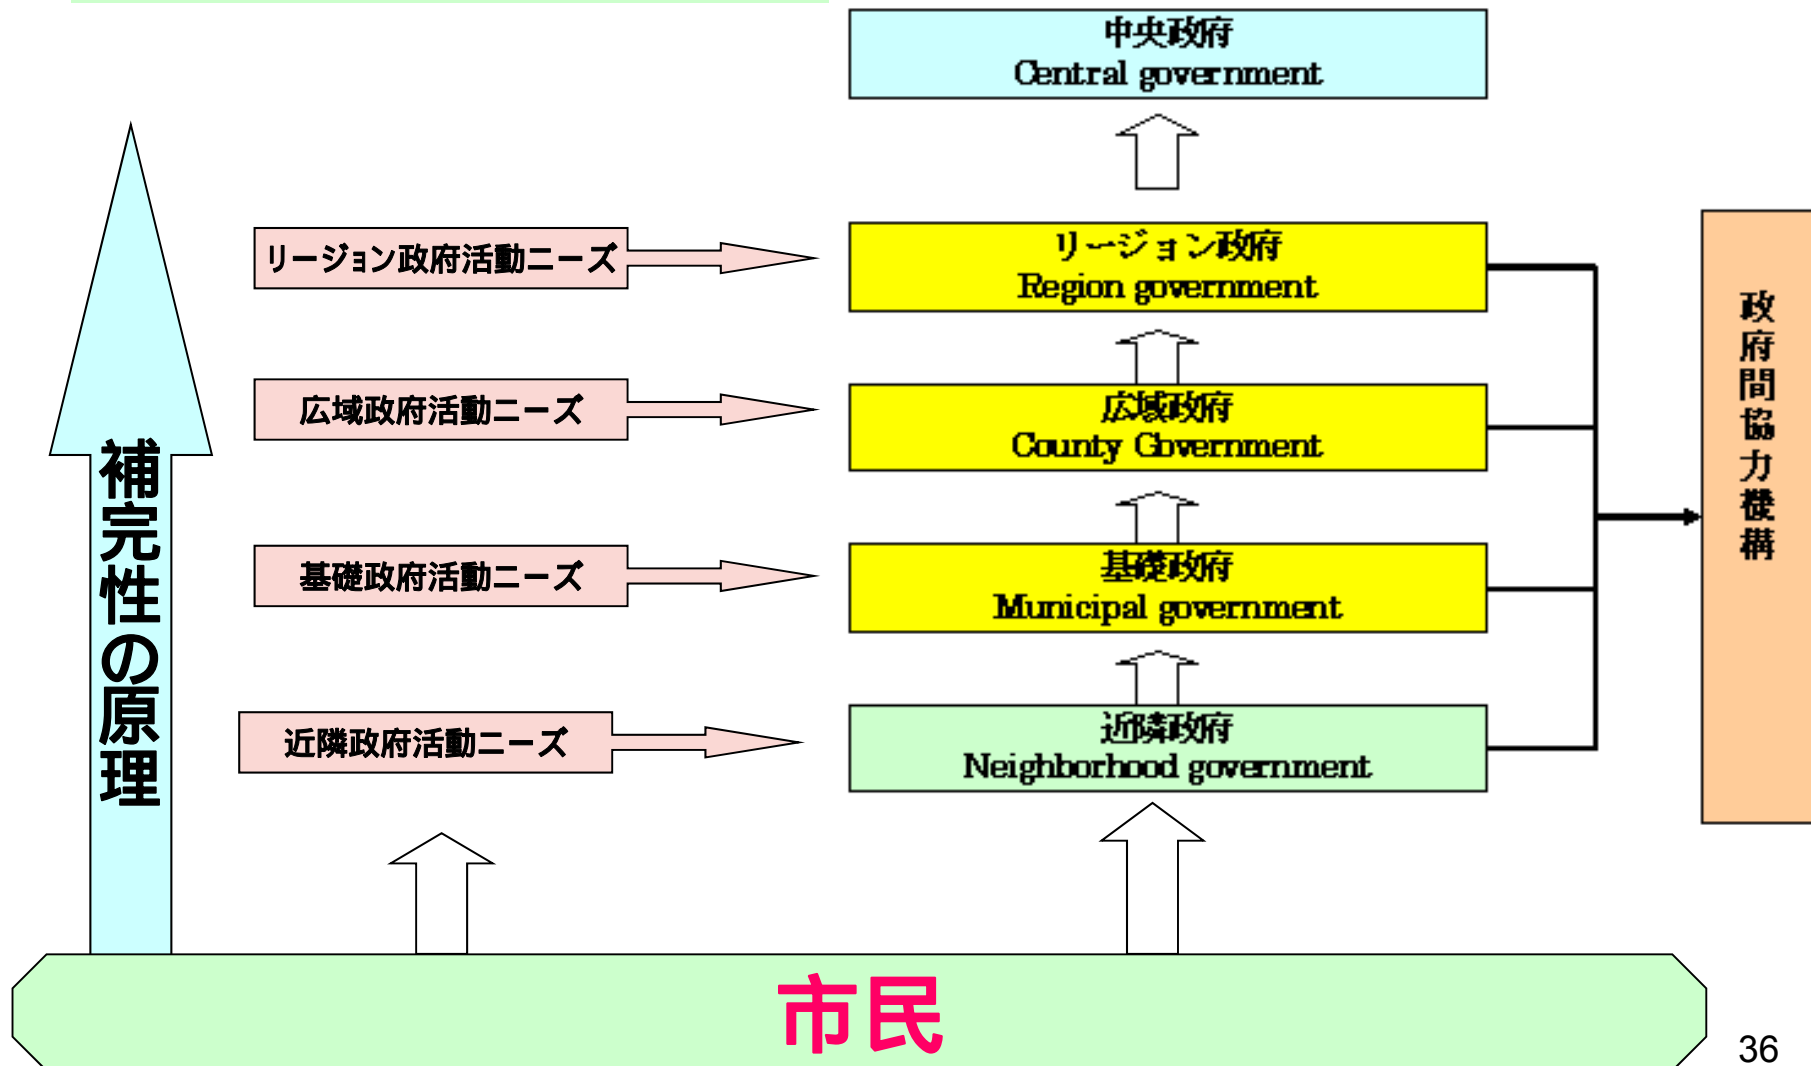 中央政府
Central government
リージョン政府活動ニーズ
リージョン政府
Region government
広域政府活動ニーズ
広域政府
County Government
基礎政府活動ニーズ
基礎政府
Municipal government
近隣政府活動ニーズ
近隣政府
Neighborhood government
政府間協力機構
補完性の原理
市民
36